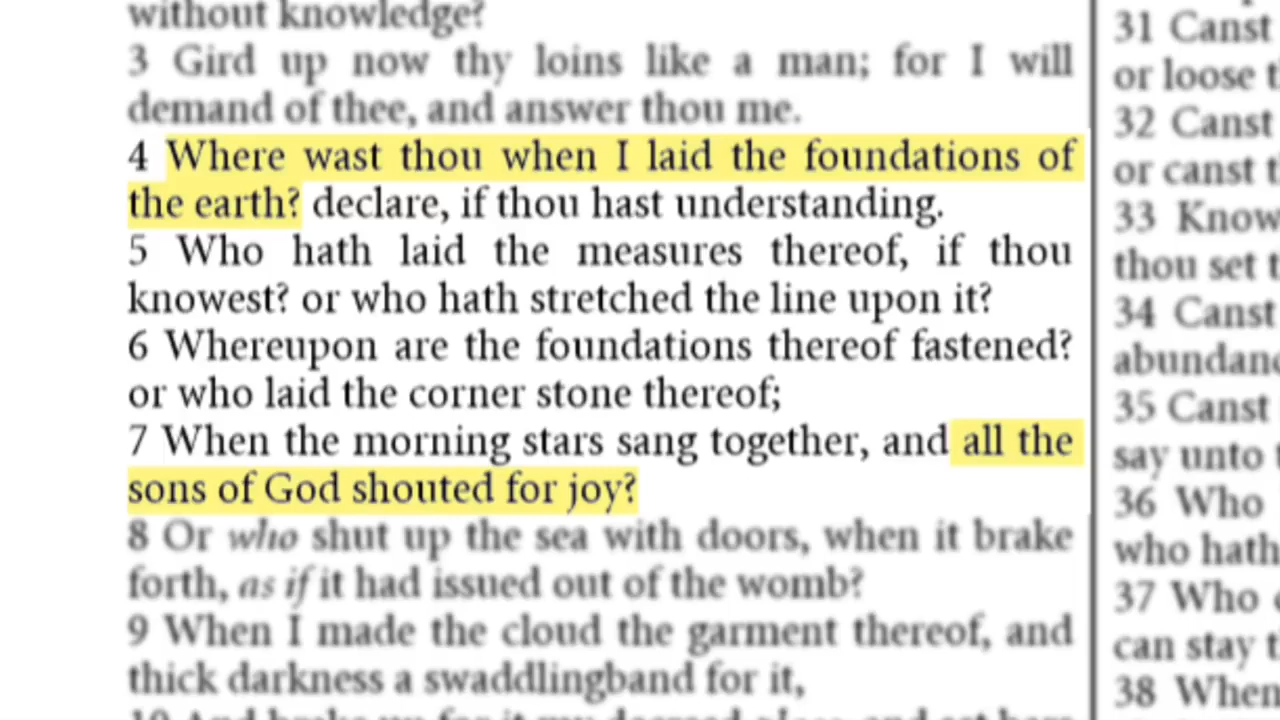 without knowledge?
3 Gird up now thy loins like a man; for I will
demand of thee, and answer thou me.
4 Where wast thou when I laid the foundations of
the earth? declare, if thou hast understanding.
5 Who hath laid the measures thereof, if thou
knowest? or who hath stretched the line upon it?
6 Whereupon are the foundations thereof fastened?
or who laid the corner stone thereof;
7 When the morning stars sang together, and all the
sons of God shouted for joy?
8 Or who shut up the sea with doors, when it brake
forth, as if it had issued out of the womb?
9 When I made the cloud the garment thereof, and
thick darkness a swaddlingband for it,
31 Canst
or loose
32 Canst
or canst
33 Know
thou set
34 Canst
35 Canst
say unto
36 Who
who hath
37 Who
can stay
38 When